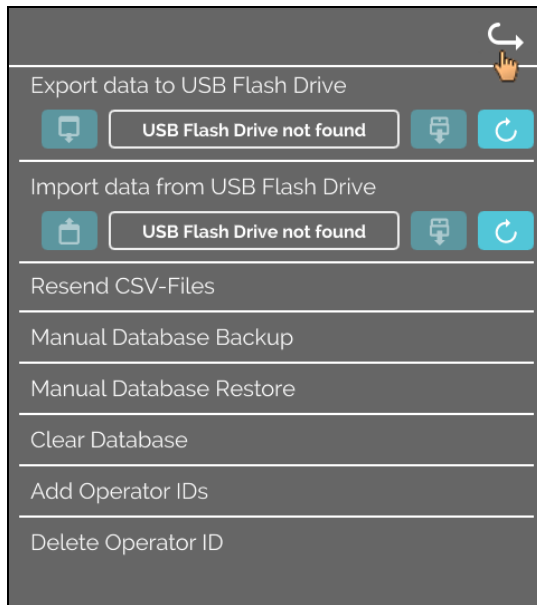 Export data to USB Flash Drive
USB Flash Drive not found
Import data from USB Flash Drive
USB Flash Drive not found
Resend CSV-Files
Manual Database Backup
Manual Database Restore
Clear Database
Add Operator IDs
Delete Operator ID